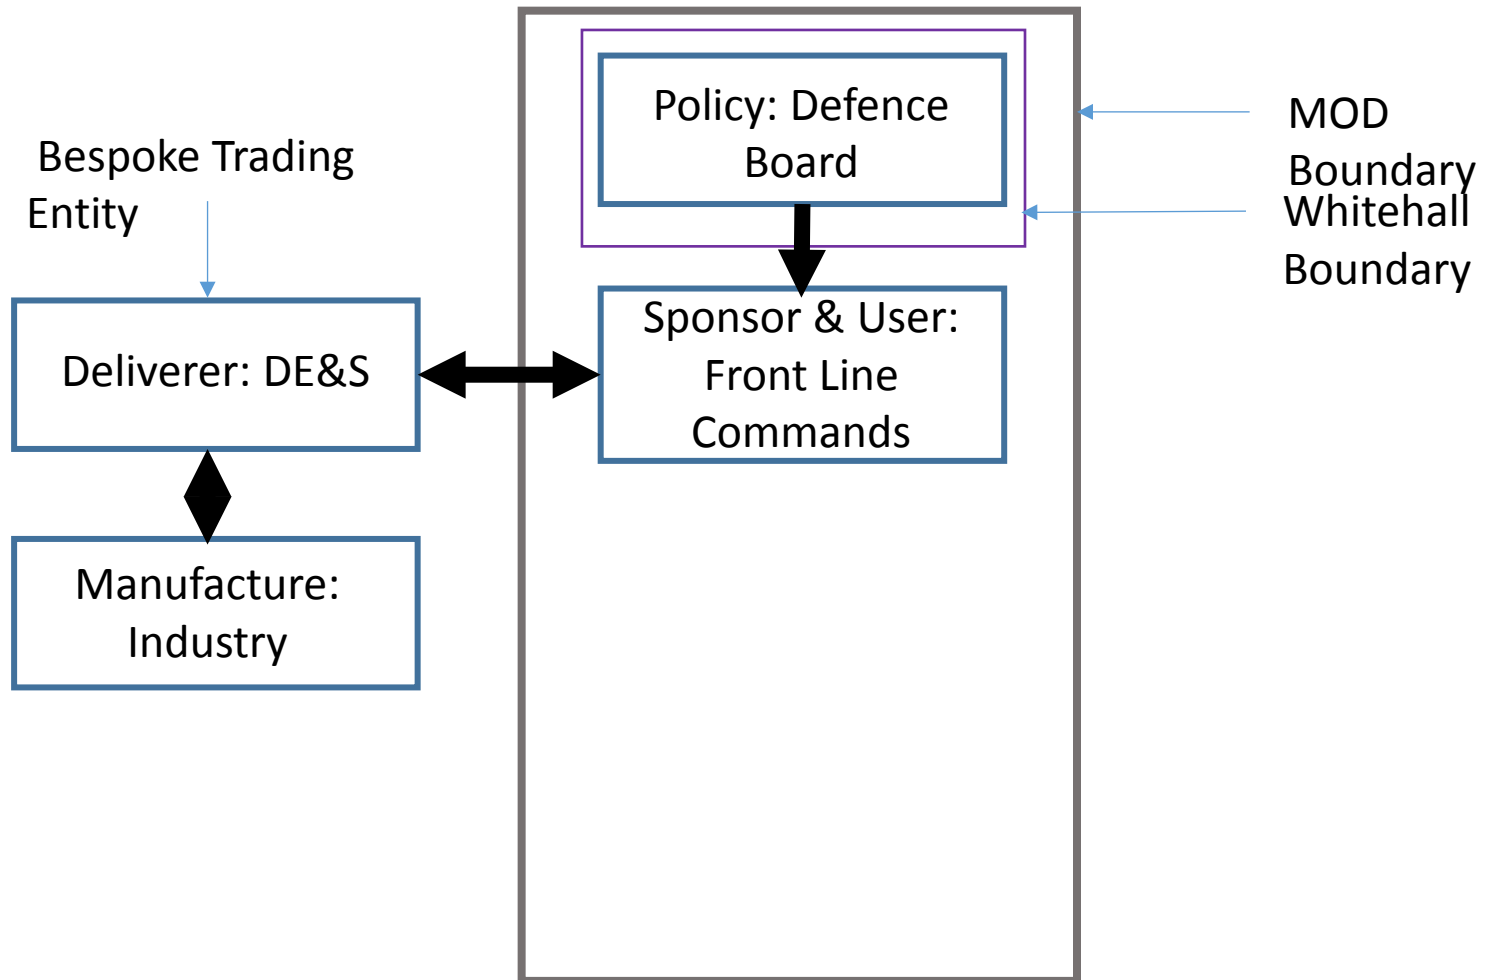 Policy: Defence
Board
MOD
Boundary
Whitehall
Boundary
Bespoke Trading
Entity
Deliverer: DE&S
Sponsor & User:
Front Line
Commands
Manufacture:
Industry